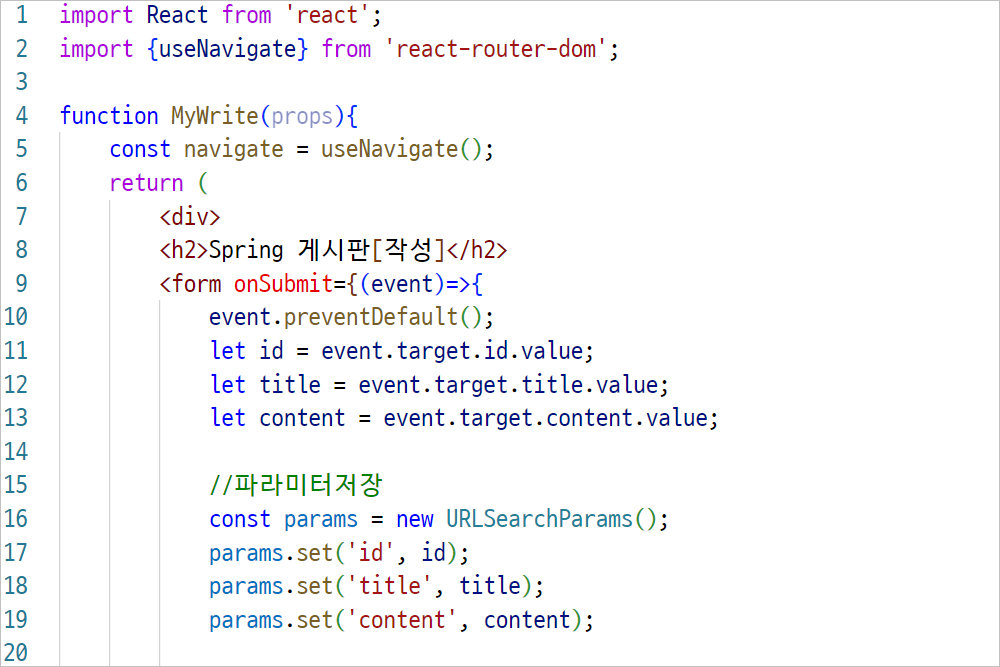 1 import React from 'react';
2 import {useNavigate} from 'react-router-dom';
3
4 function MyWrite(props){
5     const navigate = useNavigate();
6     return (
7         <div>
8         <h2>Spring 게시판[작성]</h2>
9         <form onSubmit={(event)=>{
10             event.preventDefault();
11             let id = event.target.id.value;
12             let title = event.target.title.value;
13             let content = event.target.content.value;
14
15             //파라미터저장
16             const params = new URLSearchParams();
17             params.set('id', id);
18             params.set('title', title);
19             params.set('content', content);
20